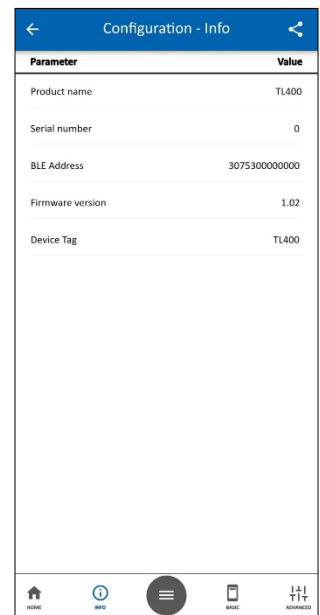 Configuration - Info
Parameter Value
Product name TL400
Serial number 0
BLE Address 3075300000000
Firmware version 1.02
Device Tag TL400
HOME INFO BASIC ADVANCED